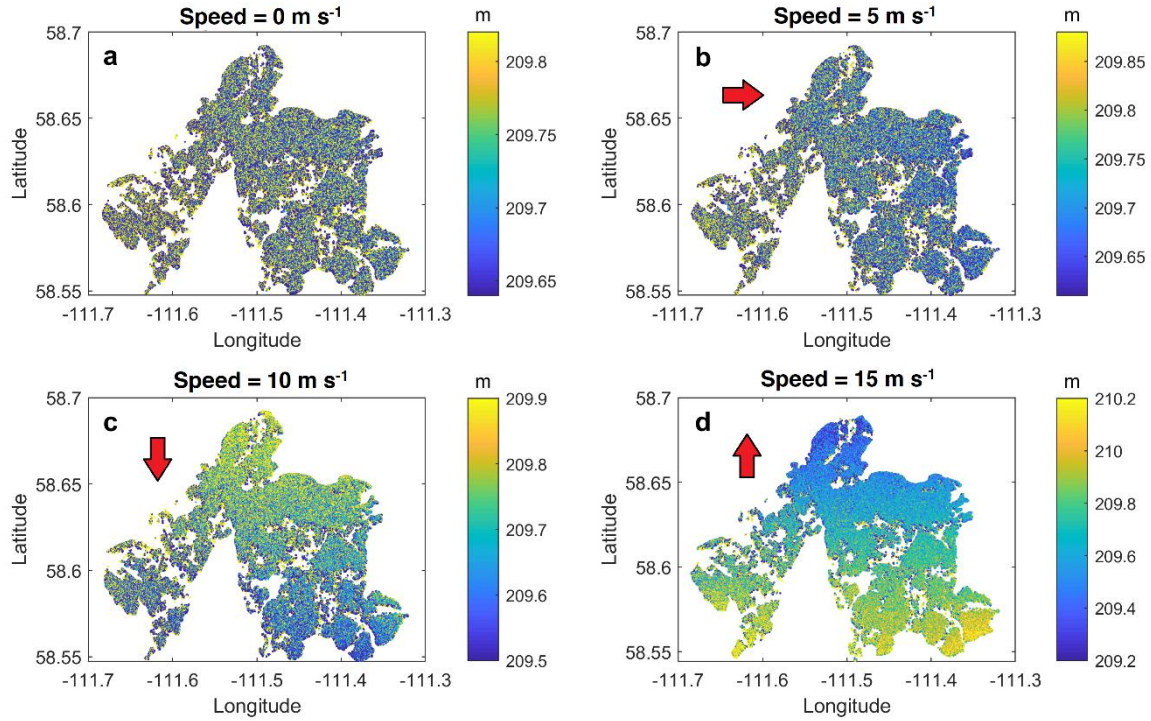 Speed = 0 m s⁻¹
m
a
58.7
58.65
58.6
58.55
Latitude
-111.7 -111.6 -111.5 -111.4 -111.3
Longitude
209.8
209.75
209.7
209.65
Speed = 5 m s⁻¹
m
b
58.7
58.65
58.6
58.55
Latitude
-111.7 -111.6 -111.5 -111.4 -111.3
Longitude
209.85
209.8
209.75
209.7
209.65
Speed = 10 m s⁻¹
m
c
58.7
58.65
58.6
58.55
Latitude
-111.7 -111.6 -111.5 -111.4 -111.3
Longitude
209.9
209.8
209.7
209.6
209.5
Speed = 15 m s⁻¹
m
d
58.7
58.65
58.6
58.55
Latitude
-111.7 -111.6 -111.5 -111.4 -111.3
Longitude
210.2
210
209.8
209.6
209.4
209.2